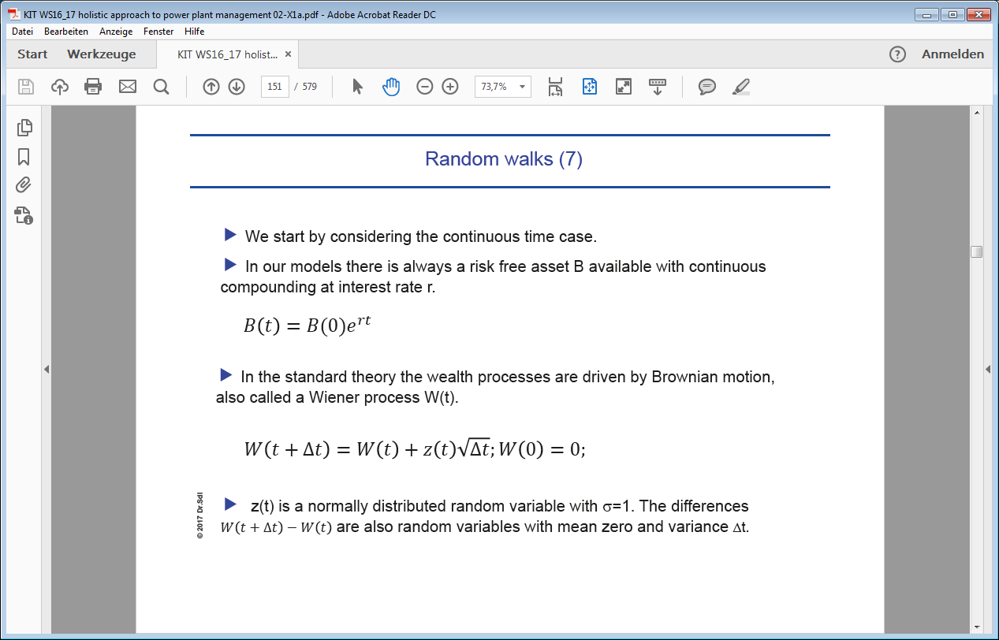 KIT WS16_17 holistic approach to power plant management 02-X1a.pdf - Adobe Acrobat Reader DC
Datei Bearbeiten Anzeige Fenster Hilfe
Start Werkzeuge KIT WS16_17 holist... × ? Anmelden
151 / 579 73,7%
Random walks (7)
We start by considering the continuous time case.
In our models there is always a risk free asset B available with continuous
compounding at interest rate r.
B(t) = B(0)e^{rt}
In the standard theory the wealth processes are driven by Brownian motion,
also called a Wiener process W(t).
W(t + Δt) = W(t) + z(t)√Δt; W(0) = 0;
z(t) is a normally distributed random variable with σ=1. The differences
W(t + Δt) − W(t) are also random variables with mean zero and variance Δt.
© 2017 Dr.Sdl